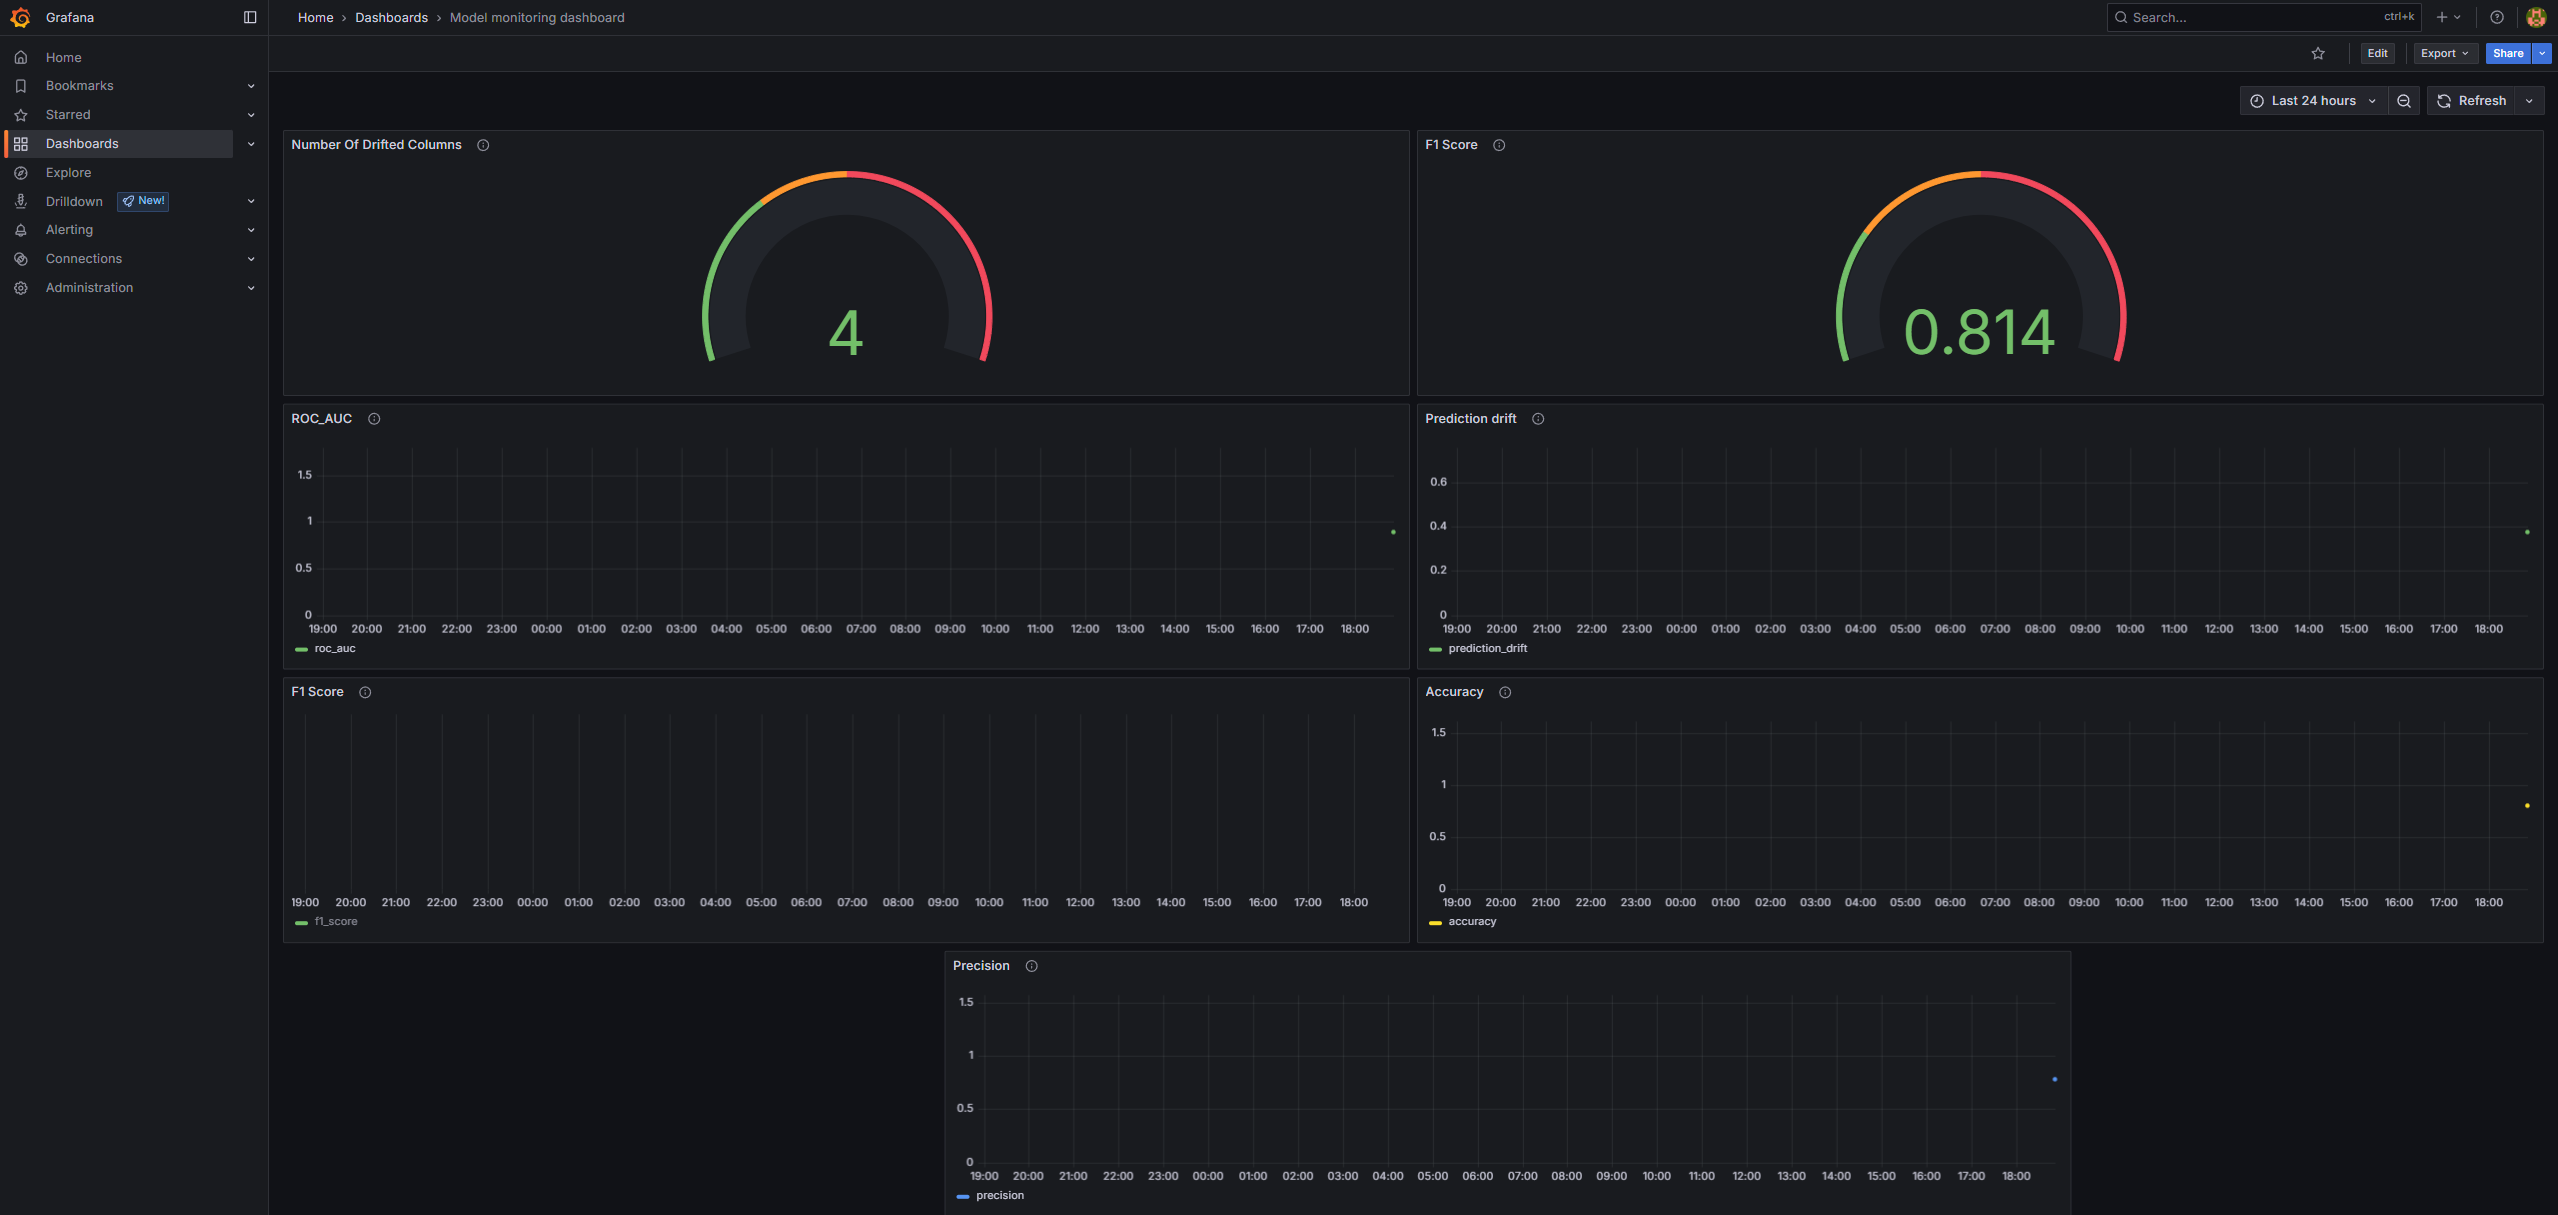 Grafana
Home › Dashboards › Model monitoring dashboard
Search...
ctrl+k
Edit
Export
Share
Home
Bookmarks
Starred
Dashboards
Explore
Drilldown
New!
Alerting
Connections
Administration
Last 24 hours
Refresh
Number Of Drifted Columns
4
F1 Score
0.814
ROC_AUC
1.5
1
0.5
0
19:00 20:00 21:00 22:00 23:00 00:00 01:00 02:00 03:00 04:00 05:00 06:00 07:00 08:00 09:00 10:00 11:00 12:00 13:00 14:00 15:00 16:00 17:00 18:00
roc_auc
Prediction drift
0.6
0.4
0.2
0
19:00 20:00 21:00 22:00 23:00 00:00 01:00 02:00 03:00 04:00 05:00 06:00 07:00 08:00 09:00 10:00 11:00 12:00 13:00 14:00 15:00 16:00 17:00 18:00
prediction_drift
F1 Score
19:00 20:00 21:00 22:00 23:00 00:00 01:00 02:00 03:00 04:00 05:00 06:00 07:00 08:00 09:00 10:00 11:00 12:00 13:00 14:00 15:00 16:00 17:00 18:00
f1_score
Accuracy
1.5
1
0.5
0
19:00 20:00 21:00 22:00 23:00 00:00 01:00 02:00 03:00 04:00 05:00 06:00 07:00 08:00 09:00 10:00 11:00 12:00 13:00 14:00 15:00 16:00 17:00 18:00
accuracy
Precision
1.5
1
0.5
0
19:00 20:00 21:00 22:00 23:00 00:00 01:00 02:00 03:00 04:00 05:00 06:00 07:00 08:00 09:00 10:00 11:00 12:00 13:00 14:00 15:00 16:00 17:00 18:00
precision